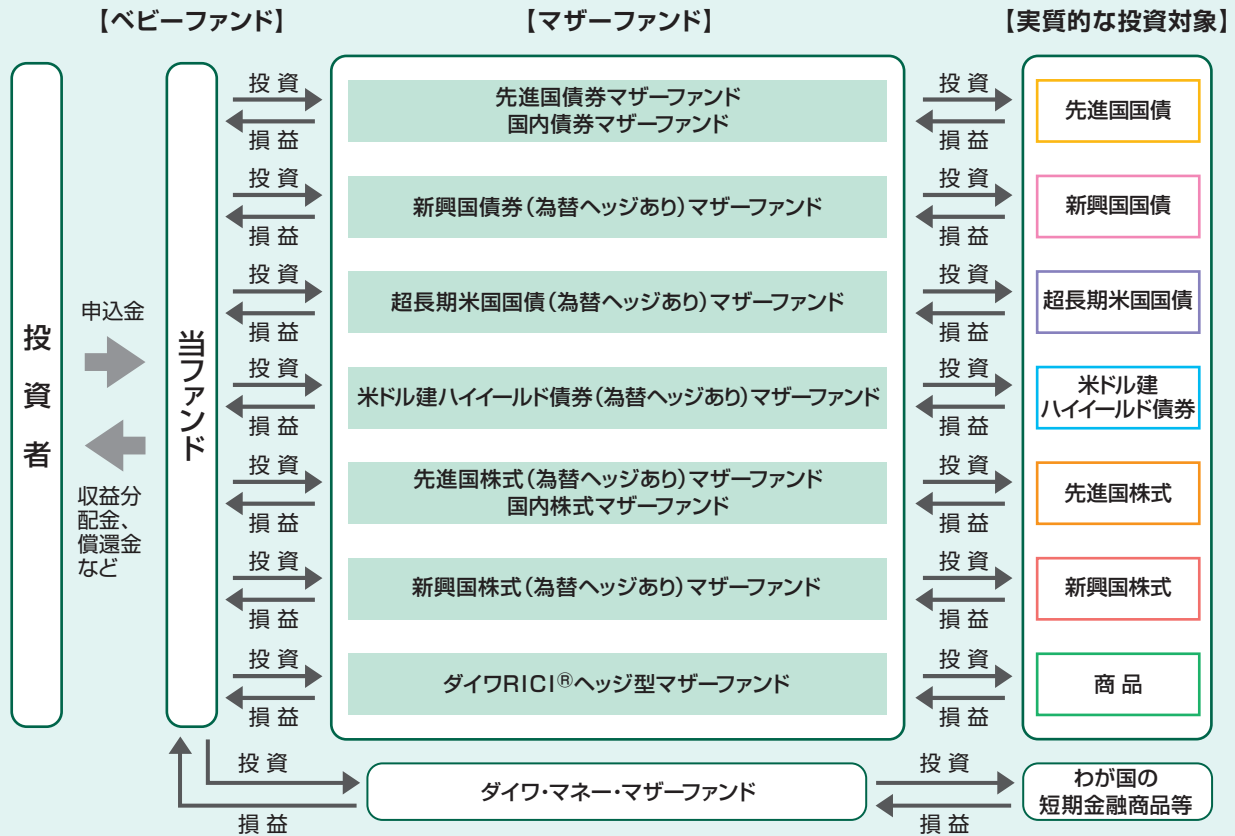 【ベビーファンド】
【マザーファンド】
【実質的な投資対象】
投資者
申込金
収益分
配金、
償還金
など
当ファンド
投資
損益
先進国債券マザーファンド
国内債券マザーファンド
投資
損益
先進国国債
投資
損益
新興国債券（為替ヘッジあり）マザーファンド
投資
損益
新興国国債
投資
損益
超長期米国国債（為替ヘッジあり）マザーファンド
投資
損益
超長期米国国債
投資
損益
米ドル建ハイイールド債券（為替ヘッジあり）マザーファンド
投資
損益
米ドル建
ハイイールド債券
投資
損益
先進国株式（為替ヘッジあり）マザーファンド
国内株式マザーファンド
投資
損益
先進国株式
投資
損益
新興国株式（為替ヘッジあり）マザーファンド
投資
損益
新興国株式
投資
損益
ダイワRICI®ヘッジ型マザーファンド
投資
損益
商品
投資
損益
ダイワ・マネー・マザーファンド
投資
損益
わが国の
短期金融商品等